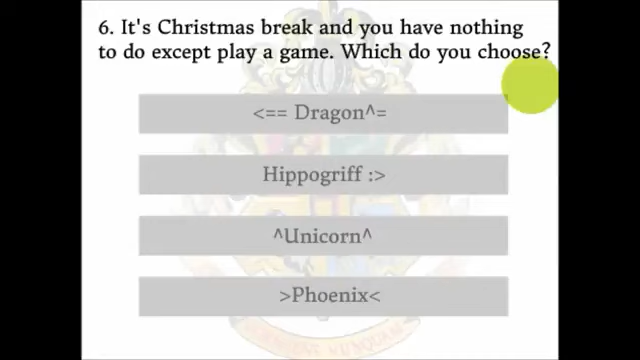 6. It's Christmas break and you have nothing
to do except play a game. Which do you choose?
<== Dragon^=
Hippogriff :>
^Unicorn^
>Phoenix<